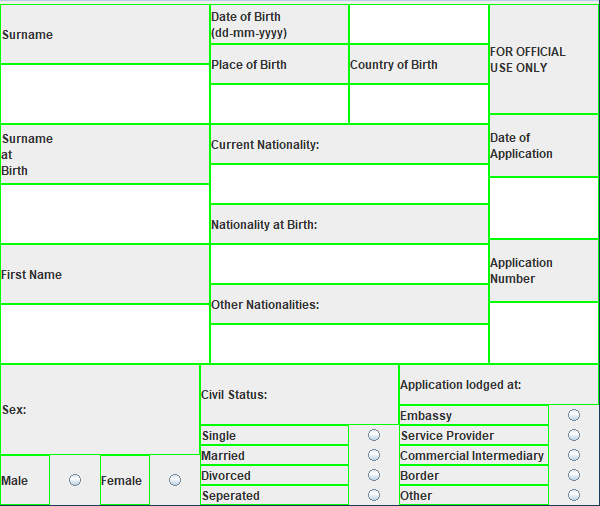 Surname
Date of Birth
(dd-mm-yyyy)
FOR OFFICIAL
USE ONLY
Place of Birth
Country of Birth
Surname
at
Birth
Current Nationality:
Date of
Application
Nationality at Birth:
First Name
Application
Number
Other Nationalities:
Sex:
Civil Status:
Application lodged at:
Embassy
Single
Service Provider
Married
Commercial Intermediary
Male
Female
Divorced
Border
Seperated
Other